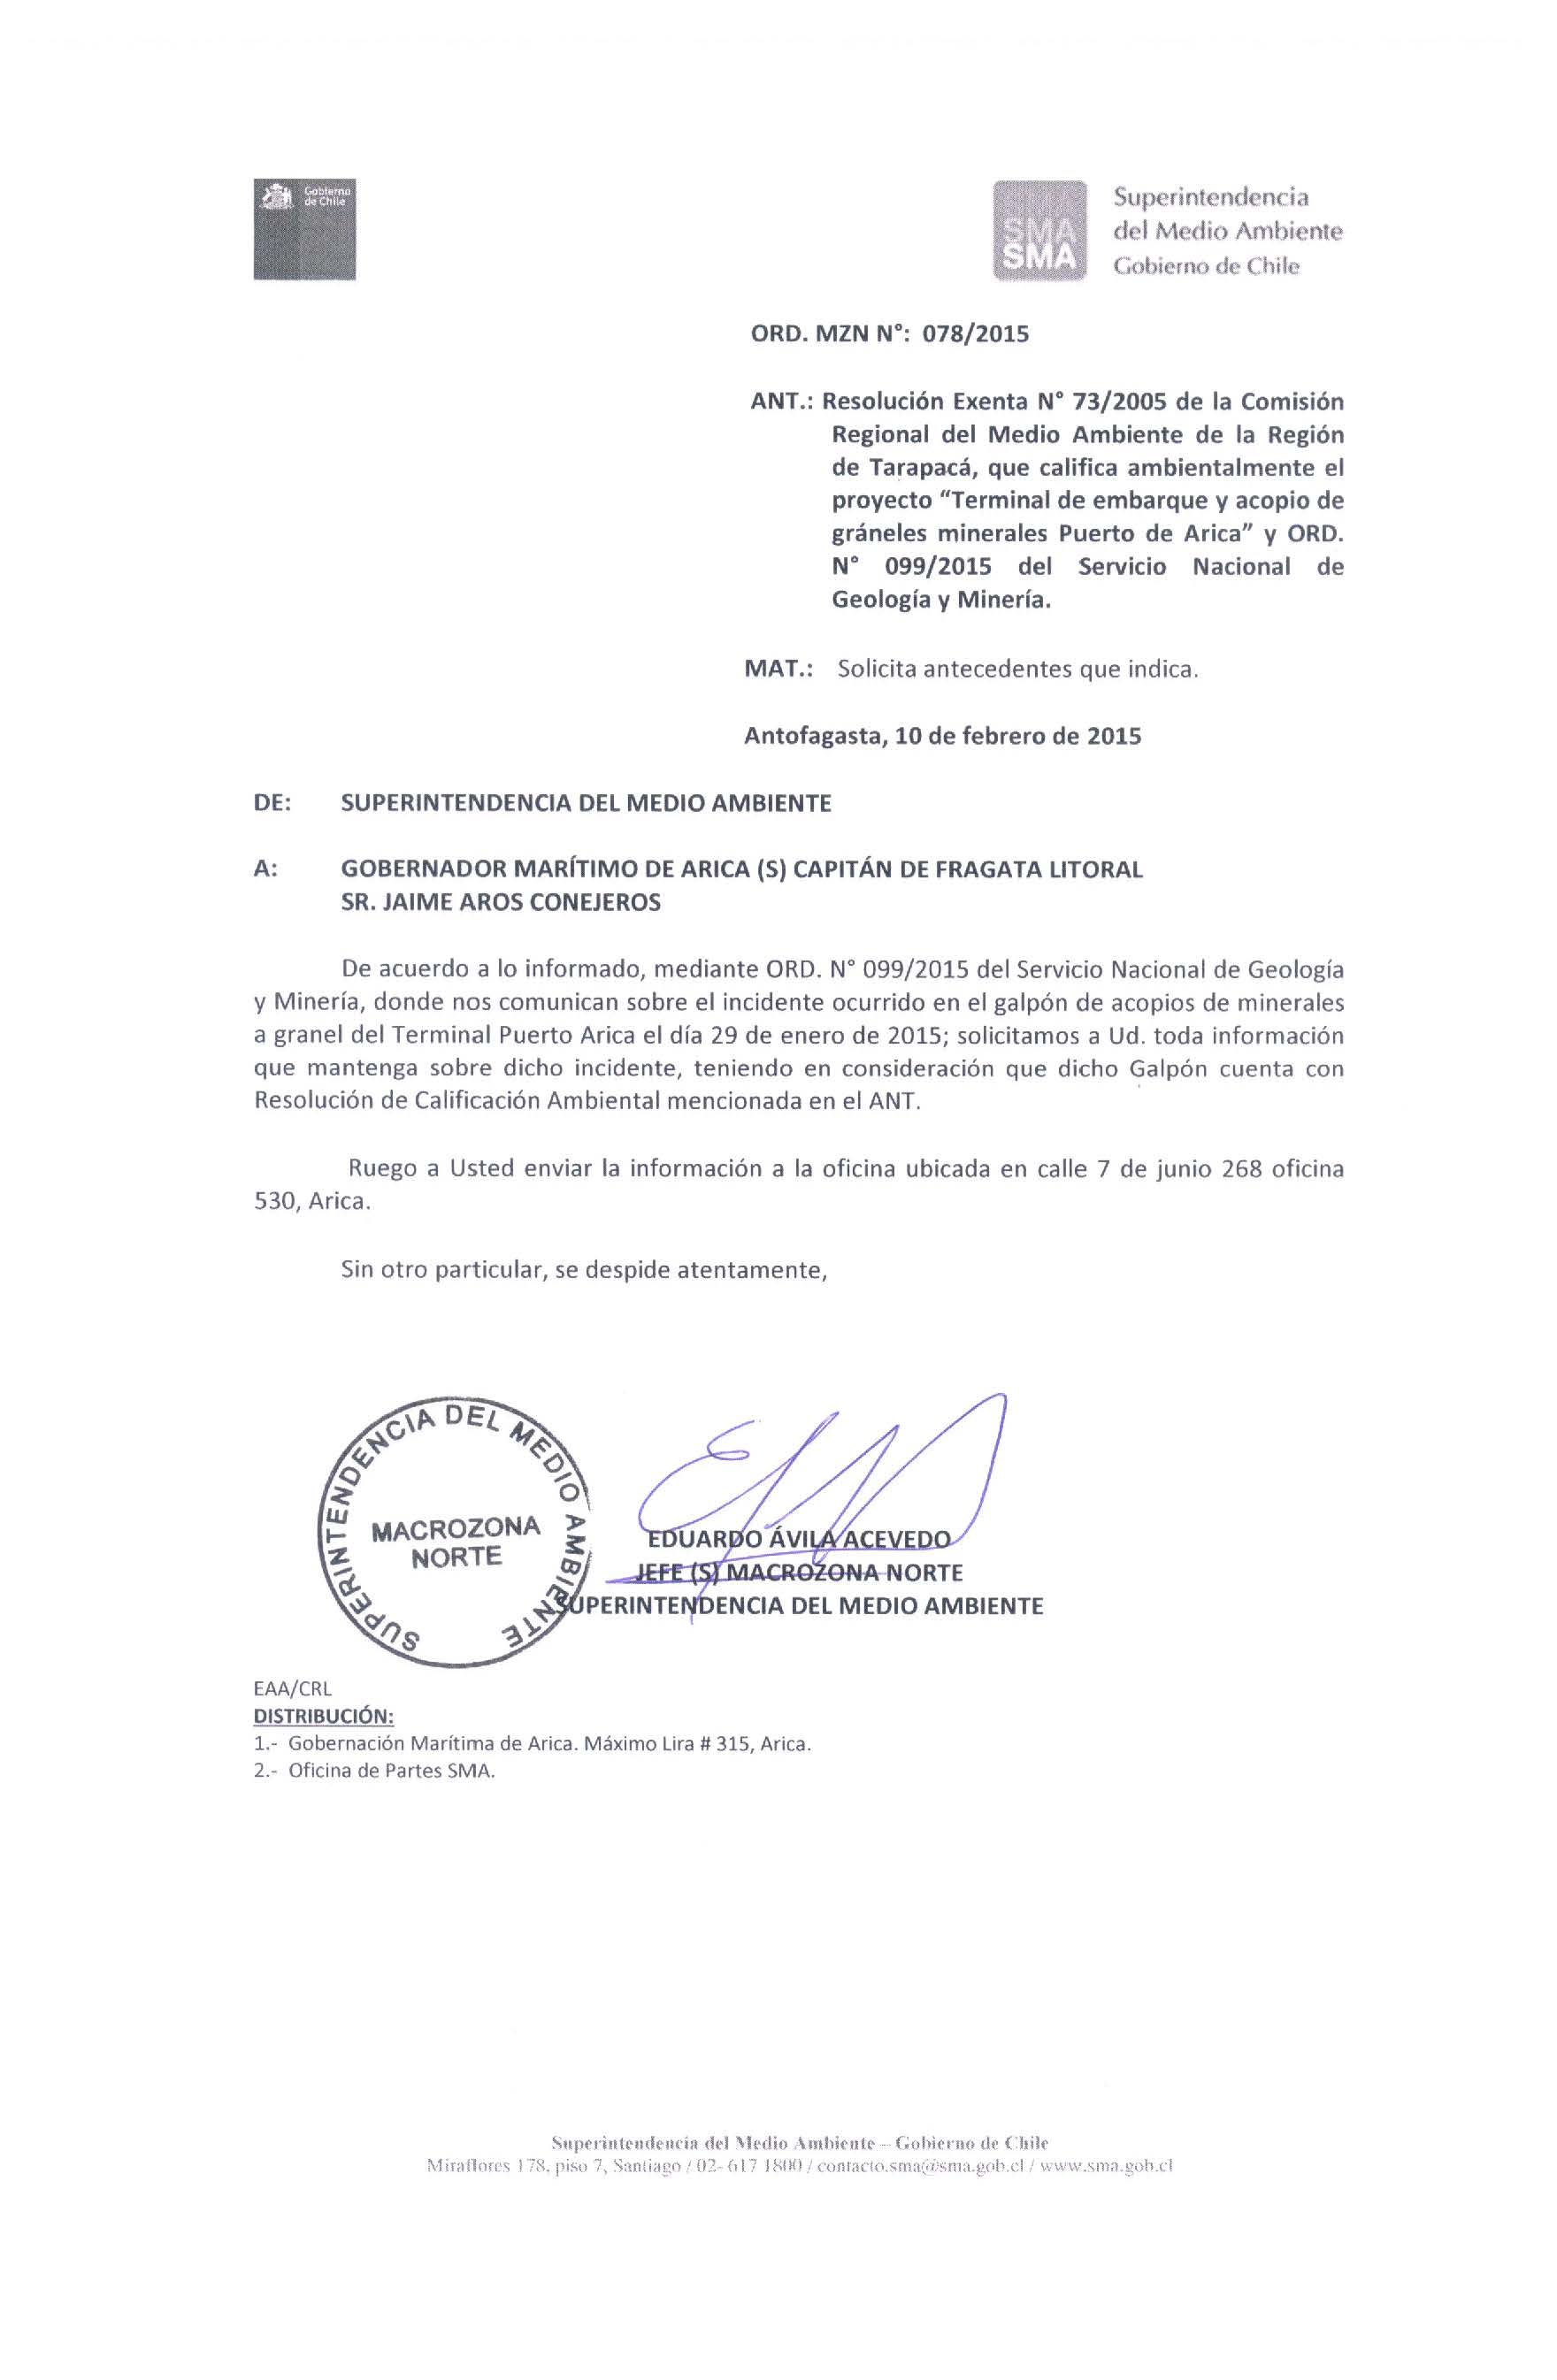 Gobierno
de Chile
SMA
SMA
Superintendencia
del Medio Ambiente
Gobierno de Chile
ORD. MZN N°: 078/2015
ANT.: Resolución Exenta N° 73/2005 de la Comisión
Regional del Medio Ambiente de la Región
de Tarapacá, que califica ambientalmente el
proyecto “Terminal de embarque y acopio de
gráneles minerales Puerto de Arica” y ORD.
N° 099/2015 del Servicio Nacional de
Geología y Minería.
MAT.: Solicita antecedentes que indica.
Antofagasta, 10 de febrero de 2015
DE: SUPERINTENDENCIA DEL MEDIO AMBIENTE
A: GOBERNADOR MARÍTIMO DE ARICA (S) CAPITÁN DE FRAGATA LITORAL
SR. JAIME AROS CONEJEROS
De acuerdo a lo informado, mediante ORD. N° 099/2015 del Servicio Nacional de Geología
y Minería, donde nos comunican sobre el incidente ocurrido en el galpón de acopios de minerales
a granel del Terminal Puerto Arica el día 29 de enero de 2015; solicitamos a Ud. toda información
que mantenga sobre dicho incidente, teniendo en consideración que dicho Galpón cuenta con
Resolución de Calificación Ambiental mencionada en el ANT.
Ruego a Usted enviar la información a la oficina ubicada en calle 7 de junio 268 oficina
530, Arica.
Sin otro particular, se despide atentamente,
SUPERINTENDENCIA DEL MEDIO AMBIENTE
MACROZONA
NORTE
EDUARDO ÁVILA ACEVEDO
JEFE (S) MACROZONA NORTE
SUPERINTENDENCIA DEL MEDIO AMBIENTE
EAA/CRL
DISTRIBUCIÓN:
1.- Gobernación Marítima de Arica. Máximo Lira # 315, Arica.
2.- Oficina de Partes SMA.
Superintendencia del Medio Ambiente – Gobierno de Chile
Miraflores 178, piso 7, Santiago / 02- 617 1800 / contacto.sma@sma.gob.cl / www.sma.gob.cl